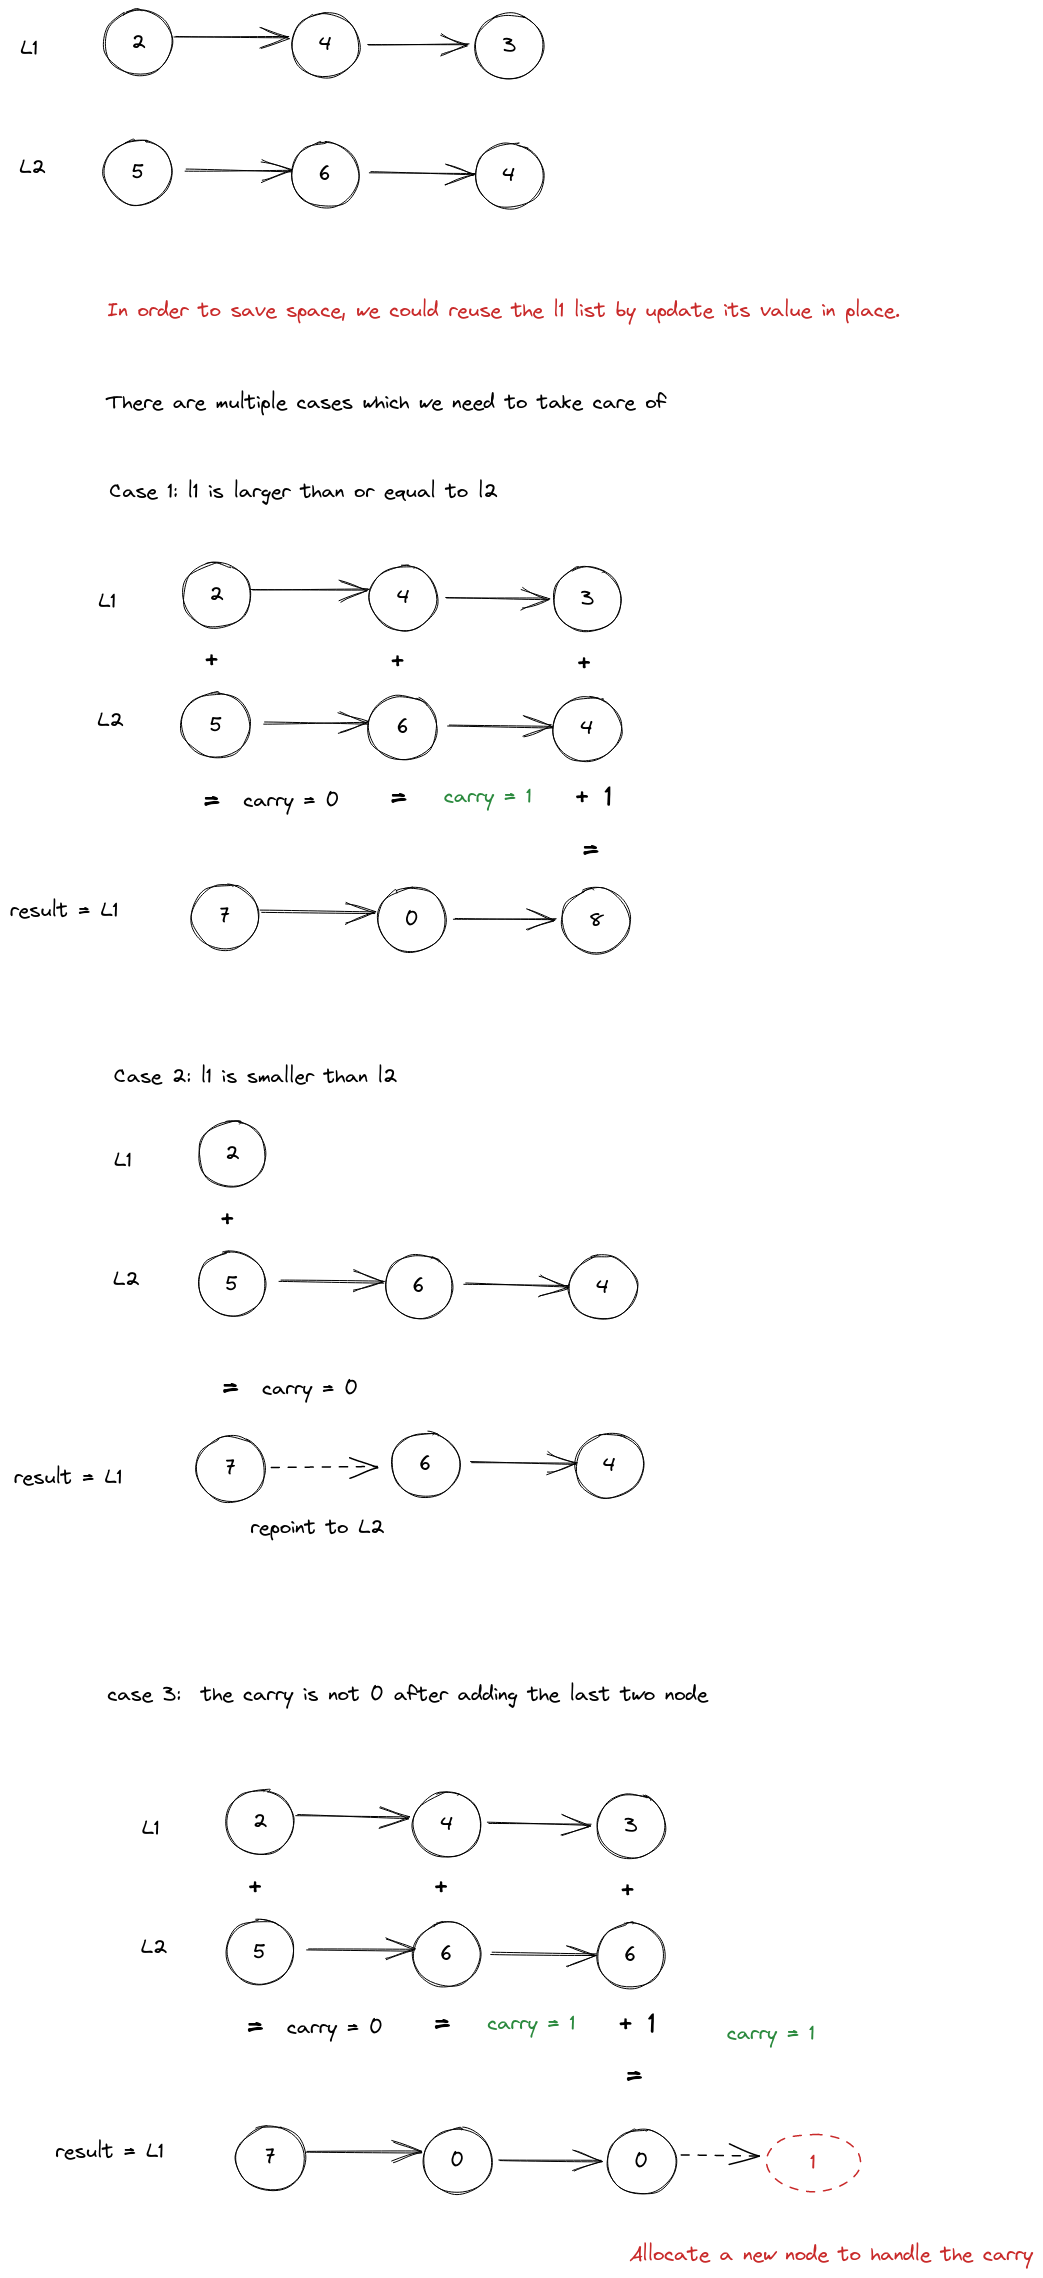 L1 2 4 3
L2 5 6 4
In order to save space, we could reuse the l1 list by update its value in place.
There are multiple cases which we need to take care of
Case 1: l1 is larger than or equal to l2
L1 2 4 3
+ + +
L2 5 6 4
= carry = 0 = carry = 1 + 1
=
result = L1 7 0 8
Case 2: l1 is smaller than l2
L1 2
+
L2 5 6 4
= carry = 0
result = L1 7 6 4
repoint to L2
case 3: the carry is not 0 after adding the last two node
L1 2 4 3
+ + +
L2 5 6 6
= carry = 0 = carry = 1 + 1 carry = 1
=
result = L1 7 0 0 1
Allocate a new node to handle the carry